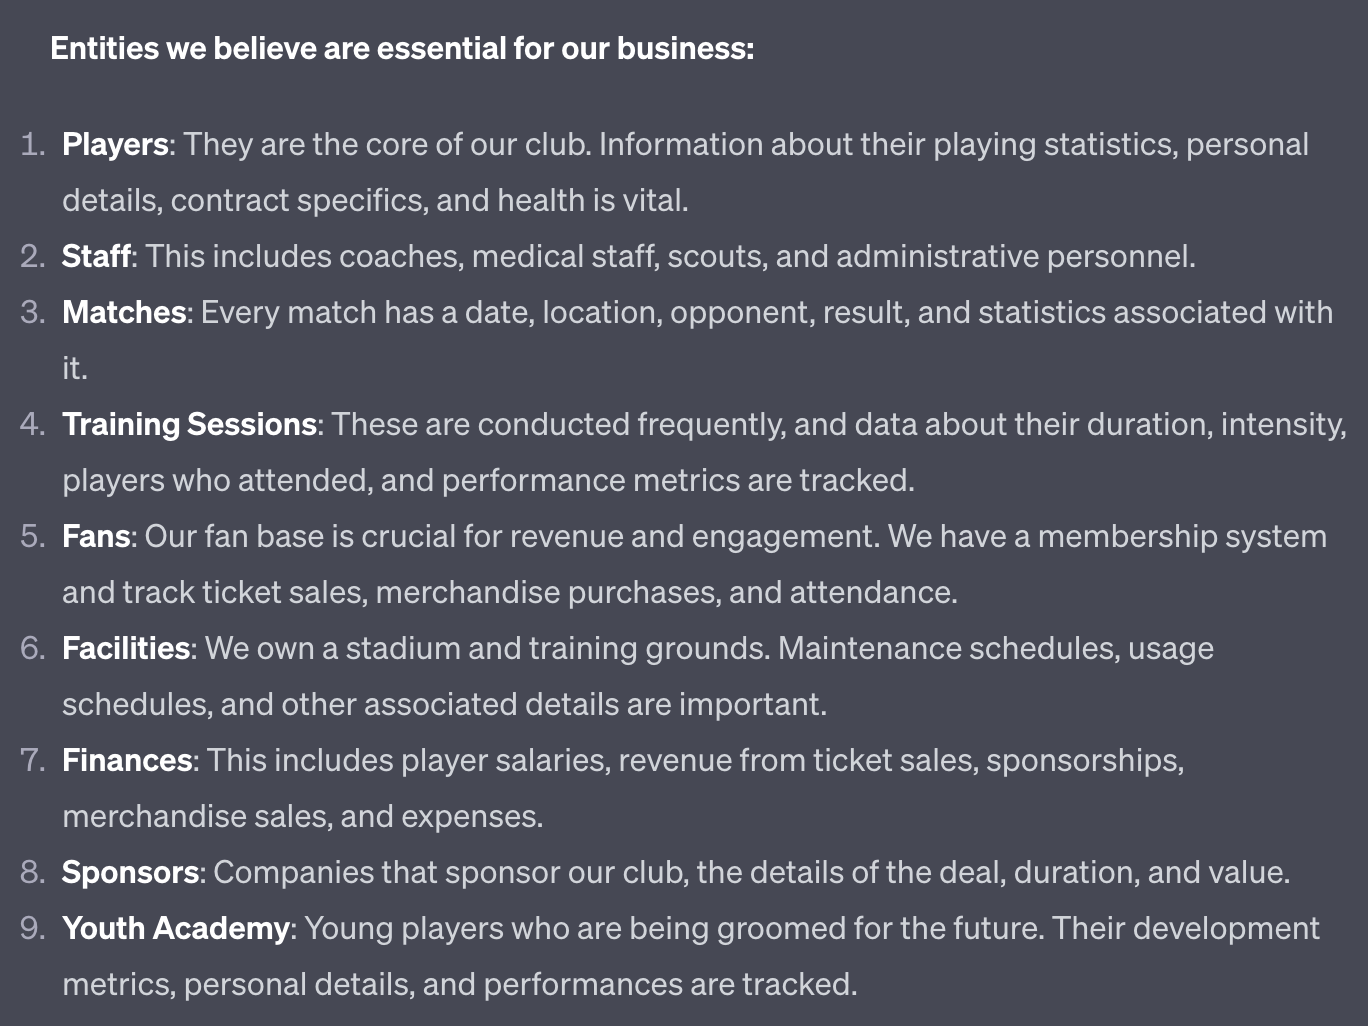 Entities we believe are essential for our business:
1. Players: They are the core of our club. Information about their playing statistics, personal
details, contract specifics, and health is vital.
2. Staff: This includes coaches, medical staff, scouts, and administrative personnel.
3. Matches: Every match has a date, location, opponent, result, and statistics associated with
it.
4. Training Sessions: These are conducted frequently, and data about their duration, intensity,
players who attended, and performance metrics are tracked.
5. Fans: Our fan base is crucial for revenue and engagement. We have a membership system
and track ticket sales, merchandise purchases, and attendance.
6. Facilities: We own a stadium and training grounds. Maintenance schedules, usage
schedules, and other associated details are important.
7. Finances: This includes player salaries, revenue from ticket sales, sponsorships,
merchandise sales, and expenses.
8. Sponsors: Companies that sponsor our club, the details of the deal, duration, and value.
9. Youth Academy: Young players who are being groomed for the future. Their development
metrics, personal details, and performances are tracked.